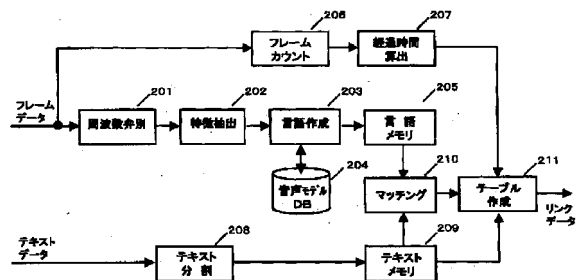 206
207
フレーム
カウント
経過時間
算出
フレーム
データ
201
202
203
205
周波数弁別
特徴抽出
言語作成
言語
メモリ
204
音声モデル
DB
210
マッチング
211
テーブル
作成
リンク
データ
テキスト
データ
208
テキスト
分割
209
テキスト
メモリ